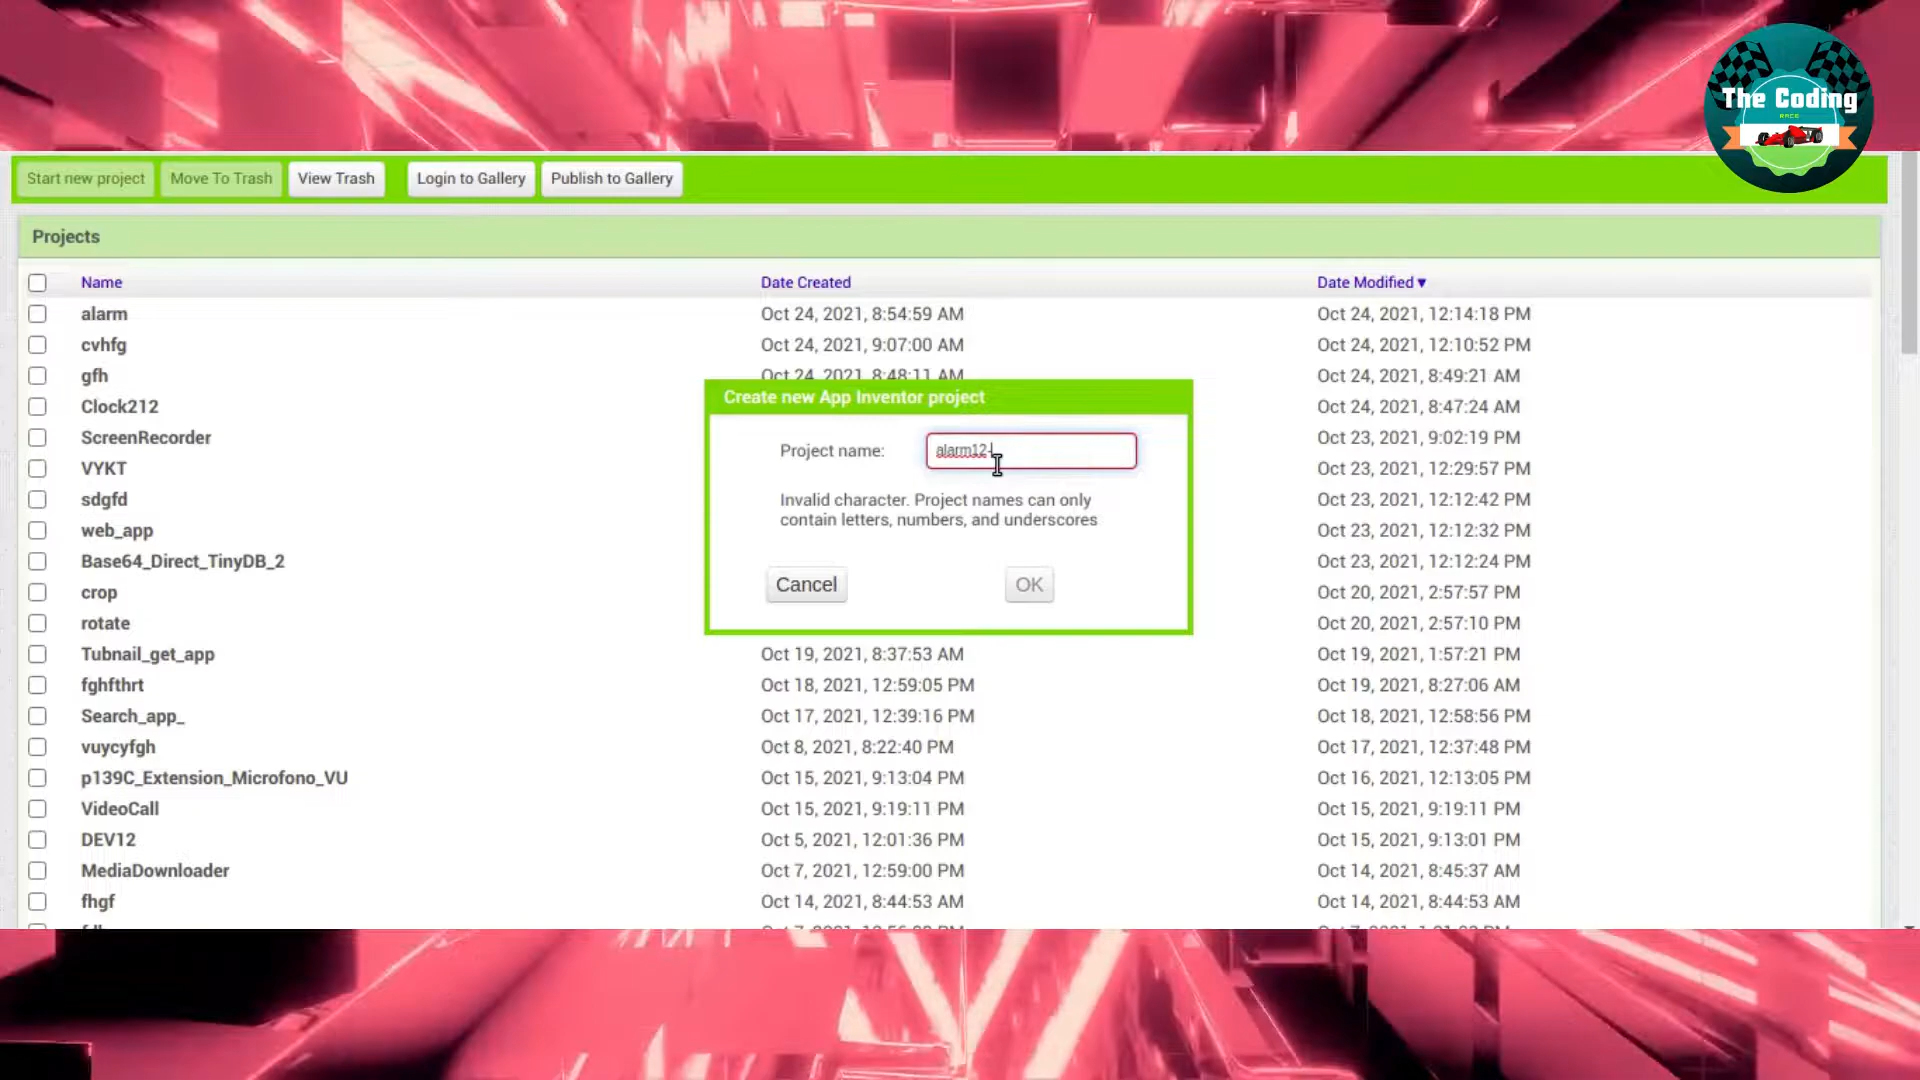 The Coding
RACE
Start new project Move To Trash View Trash Login to Gallery Publish to Gallery
Projects
Name Date Created Date Modified ▼
alarm Oct 24, 2021, 8:54:59 AM Oct 24, 2021, 12:14:18 PM
cvhfg Oct 24, 2021, 9:07:00 AM Oct 24, 2021, 12:10:52 PM
gfh Oct 24, 2021, 8:48:11 AM Oct 24, 2021, 8:49:21 AM
Clock212 Oct 24, 2021, 8:47:24 AM
ScreenRecorder Oct 23, 2021, 9:02:19 PM
VYKT Oct 23, 2021, 12:29:57 PM
sdgfd Oct 23, 2021, 12:12:42 PM
web_app Oct 23, 2021, 12:12:32 PM
Base64_Direct_TinyDB_2 Oct 23, 2021, 12:12:24 PM
crop Oct 20, 2021, 2:57:57 PM
rotate Oct 20, 2021, 2:57:10 PM
Create new App Inventor project
Project name: alarm12-
Invalid character. Project names can only
contain letters, numbers, and underscores
Cancel OK
Tubnail_get_app Oct 19, 2021, 8:37:53 AM Oct 19, 2021, 1:57:21 PM
fghfthrt Oct 18, 2021, 12:59:05 PM Oct 19, 2021, 8:27:06 AM
Search_app_ Oct 17, 2021, 12:39:16 PM Oct 18, 2021, 12:58:56 PM
vuycyfgh Oct 8, 2021, 8:22:40 PM Oct 17, 2021, 12:37:48 PM
p139C_Extension_Microfono_VU Oct 15, 2021, 9:13:04 PM Oct 16, 2021, 12:13:05 PM
VideoCall Oct 15, 2021, 9:19:11 PM Oct 15, 2021, 9:19:11 PM
DEV12 Oct 5, 2021, 12:01:36 PM Oct 15, 2021, 9:13:01 PM
MediaDownloader Oct 7, 2021, 12:59:00 PM Oct 14, 2021, 8:45:37 AM
fhgf Oct 14, 2021, 8:44:53 AM Oct 14, 2021, 8:44:53 AM